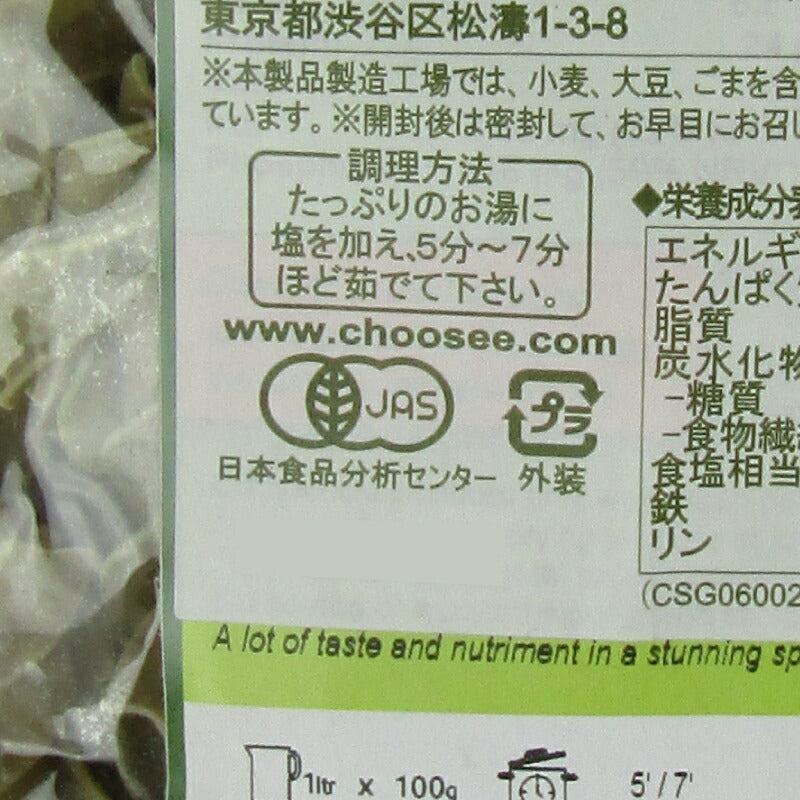 東京都渋谷区松濤1-3-8
※本製品製造工場では、小麦、大豆、ごまを含
ています。※開封後は密封して、お早目にお召し
調理方法
たっぷりのお湯に
塩を加え、5分〜7分
ほど茹でて下さい。
www.choosee.com
JAS
日本食品分析センター
プラ
外装
◆栄養成分表
エネルギ
たんぱく
脂質
炭水化物
-糖質
-食物繊
食塩相当
鉄
リン
(CSG06002
A lot of taste and nutriment in a stunning sp
1ltr x 100g
5'/7'